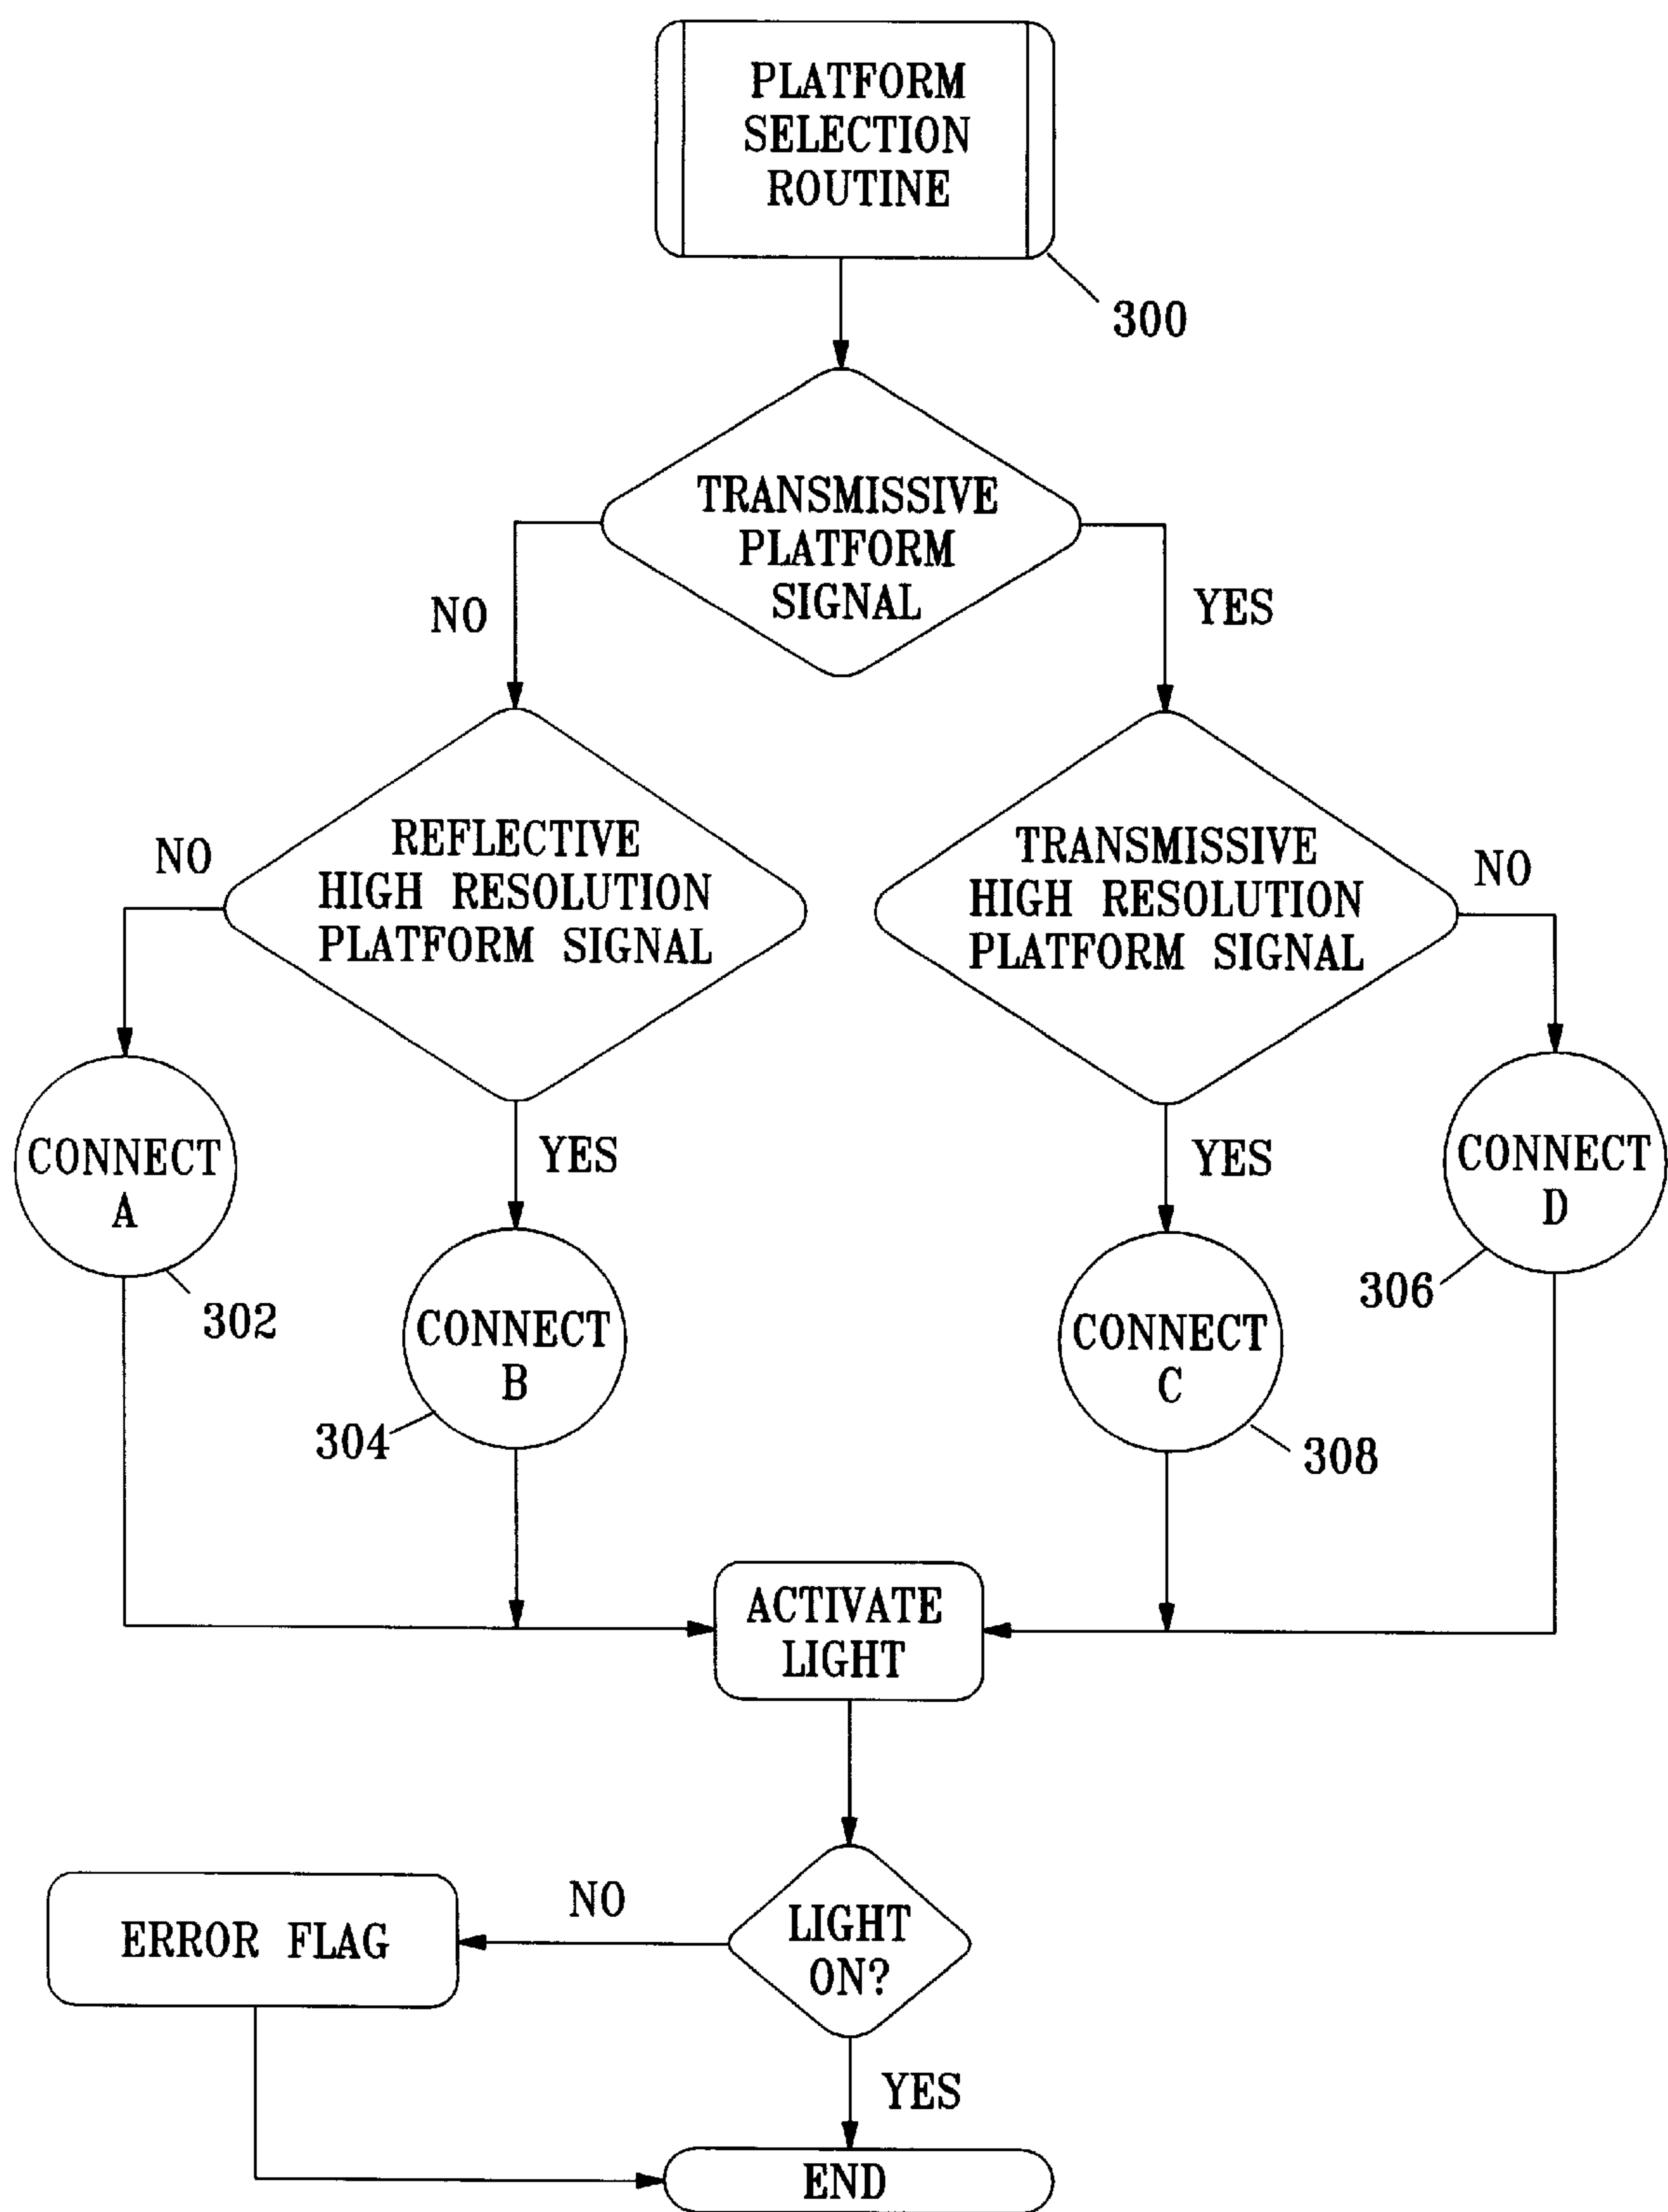 PLATFORM
SELECTION
ROUTINE
300
TRANSMISSIVE
PLATFORM
SIGNAL
NO
YES
REFLECTIVE
HIGH RESOLUTION
PLATFORM SIGNAL
NO
TRANSMISSIVE
HIGH RESOLUTION
PLATFORM SIGNAL
NO
CONNECT
A
302
YES
CONNECT
B
304
YES
CONNECT
C
308
CONNECT
D
306
ACTIVATE
LIGHT
LIGHT
ON?
NO
ERROR FLAG
YES
END